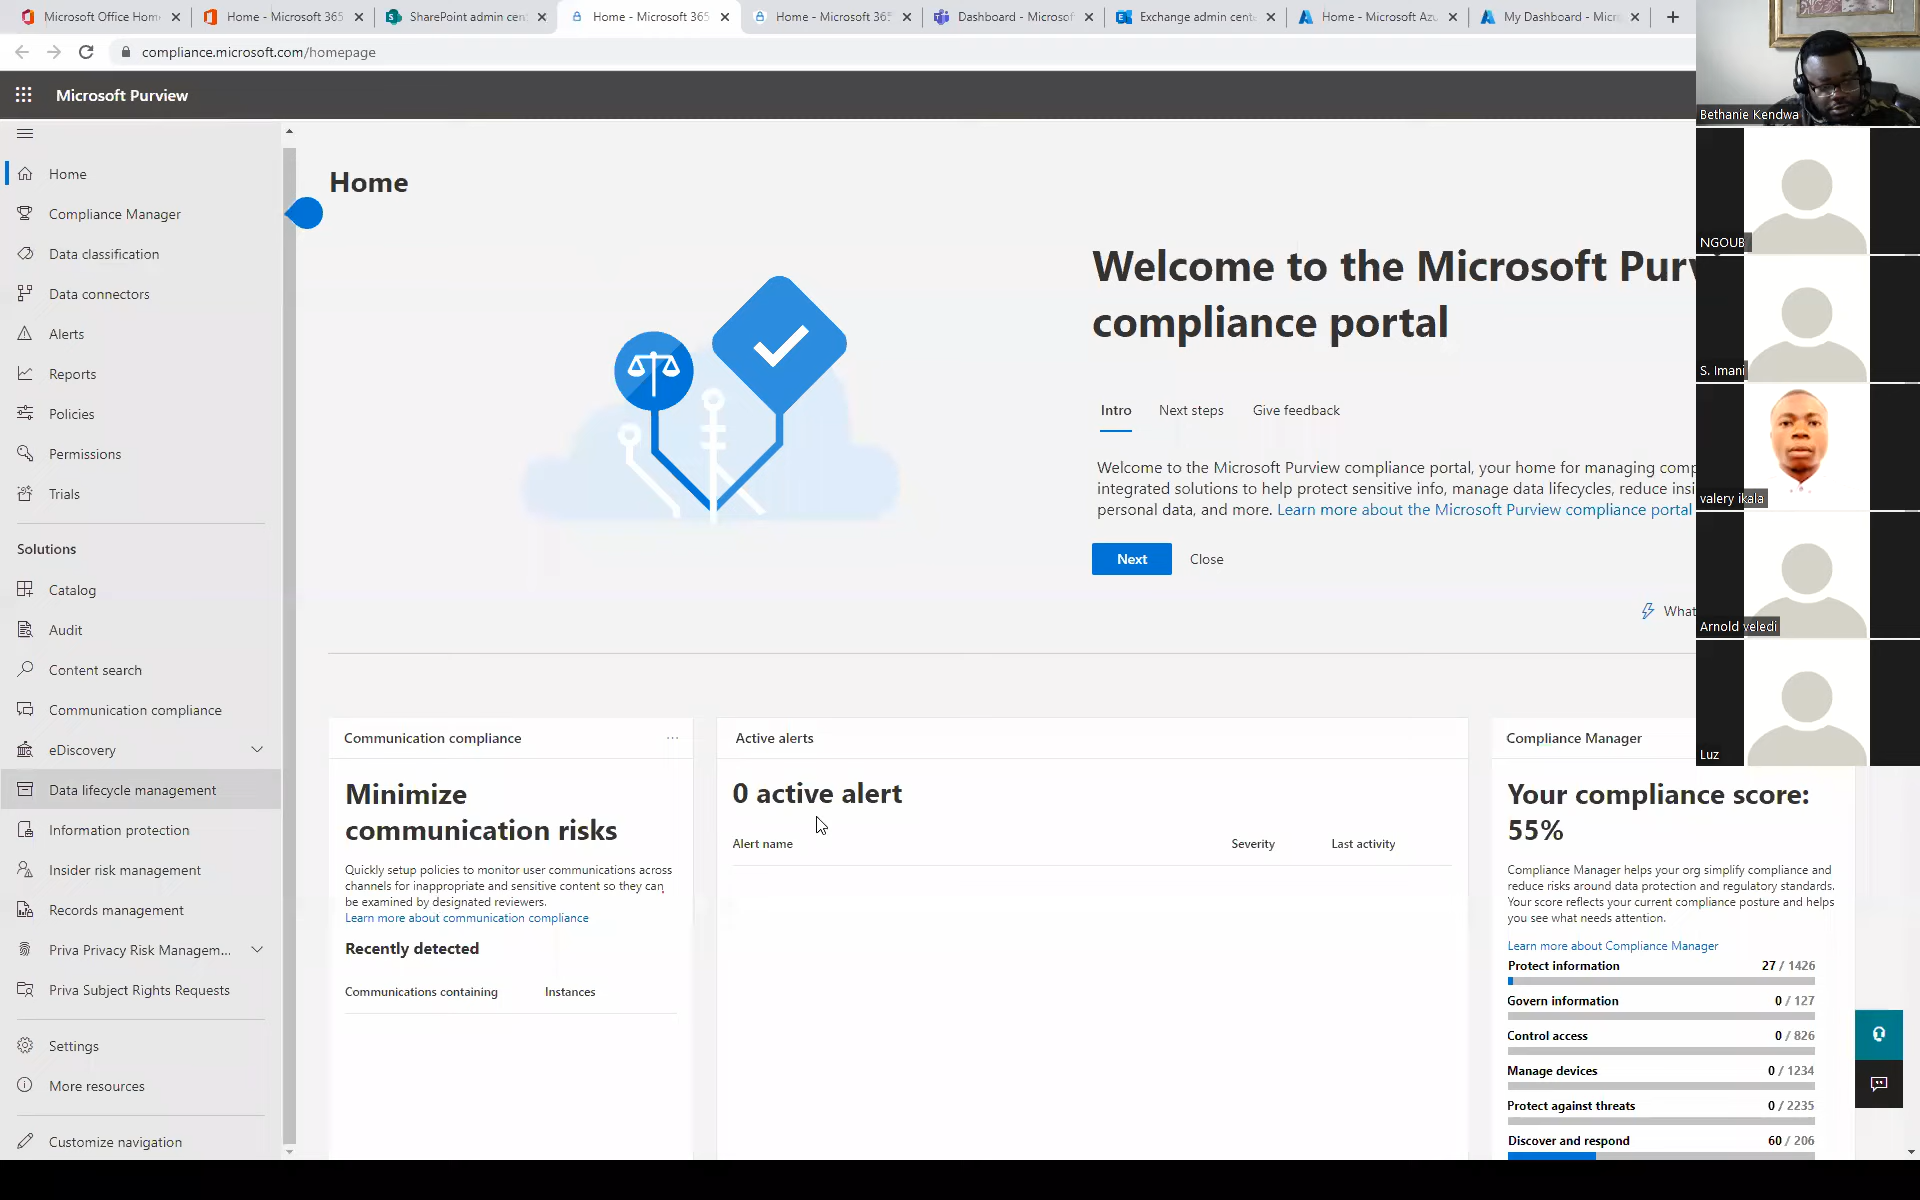 Microsoft Office Home
Home - Microsoft 365
SharePoint admin cen
Home - Microsoft 365
Home - Microsoft 365
Dashboard - Microsof
Exchange admin cent
Home - Microsoft Azu
My Dashboard - Micr
compliance.microsoft.com/homepage
Microsoft Purview
Home
Compliance Manager
Data classification
Data connectors
Alerts
Reports
Policies
Permissions
Trials
Solutions
Catalog
Audit
Content search
Communication compliance
eDiscovery
Data lifecycle management
Information protection
Insider risk management
Records management
Priva Privacy Risk Managem...
Priva Subject Rights Requests
Settings
More resources
Customize navigation
Home
Welcome to the Microsoft Purv
compliance portal
Intro Next steps Give feedback
Welcome to the Microsoft Purview compliance portal, your home for managing comp
integrated solutions to help protect sensitive info, manage data lifecycles, reduce insi
personal data, and more. Learn more about the Microsoft Purview compliance portal
Next Close
What
Communication compliance ...
Minimize
communication risks
Quickly setup policies to monitor user communications across
channels for inappropriate and sensitive content so they can
be examined by designated reviewers.
Learn more about communication compliance
Recently detected
Communications containing Instances
Active alerts
0 active alert
Alert name Severity Last activity
Compliance Manager
Your compliance score:
55%
Compliance Manager helps your org simplify compliance and
reduce risks around data protection and regulatory standards.
Your score reflects your current compliance posture and helps
you see what needs attention.
Learn more about Compliance Manager
Protect information 27 / 1426
Govern information 0 / 127
Control access 0 / 826
Manage devices 0 / 1234
Protect against threats 0 / 2235
Discover and respond 60 / 206
Bethanie Kendwa
NGOUB
S. Imani
valery ikala
Arnold veledi
Luz